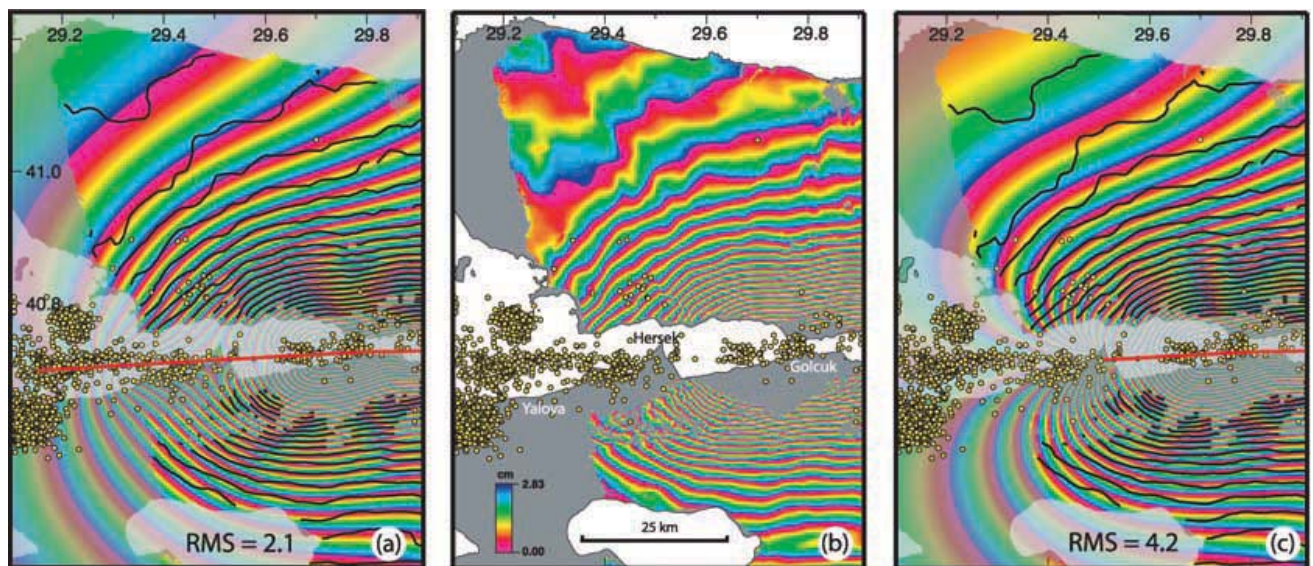 29.2 29.4 29.6 29.8
41.0
40.8
RMS = 2.1
(a)
29.2 29.4 29.6 29.8
Hersek
Golcuk
Yalova
cm
2.83
0.00
25 km
(b)
29.2 29.4 29.6 29.8
RMS = 4.2
(c)